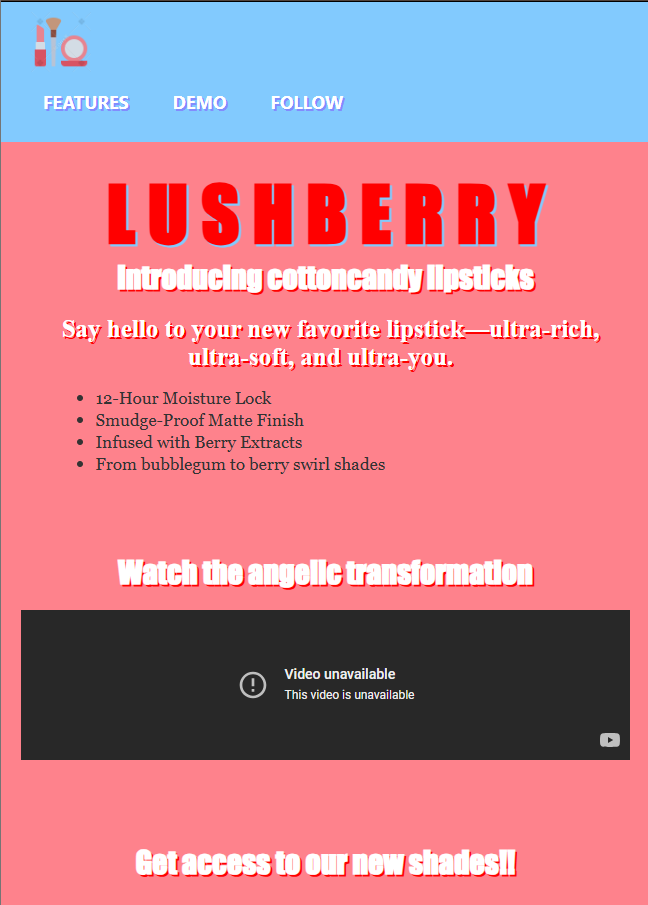 FEATURES DEMO FOLLOW
LUSHBERRY
introducing cottoncandy lipsticks
Say hello to your new favorite lipstick—ultra-rich,
ultra-soft, and ultra-you.
12-Hour Moisture Lock
Smudge-Proof Matte Finish
Infused with Berry Extracts
From bubblegum to berry swirl shades
Watch the angelic transformation
Video unavailable
This video is unavailable
Get access to our new shades!!